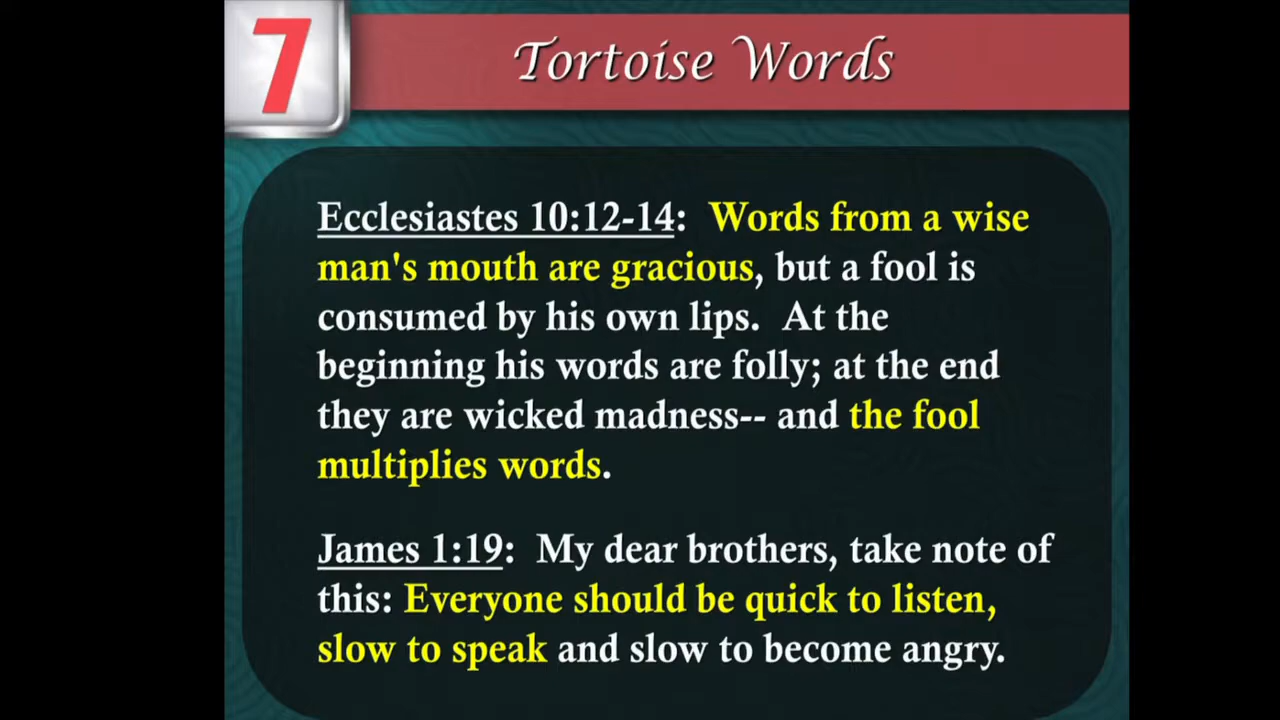 7
Tortoise Words
Ecclesiastes 10:12-14:  Words from a wise
man's mouth are gracious, but a fool is
consumed by his own lips.  At the
beginning his words are folly; at the end
they are wicked madness-- and the fool
multiplies words.
James 1:19:  My dear brothers, take note of
this: Everyone should be quick to listen,
slow to speak and slow to become angry.